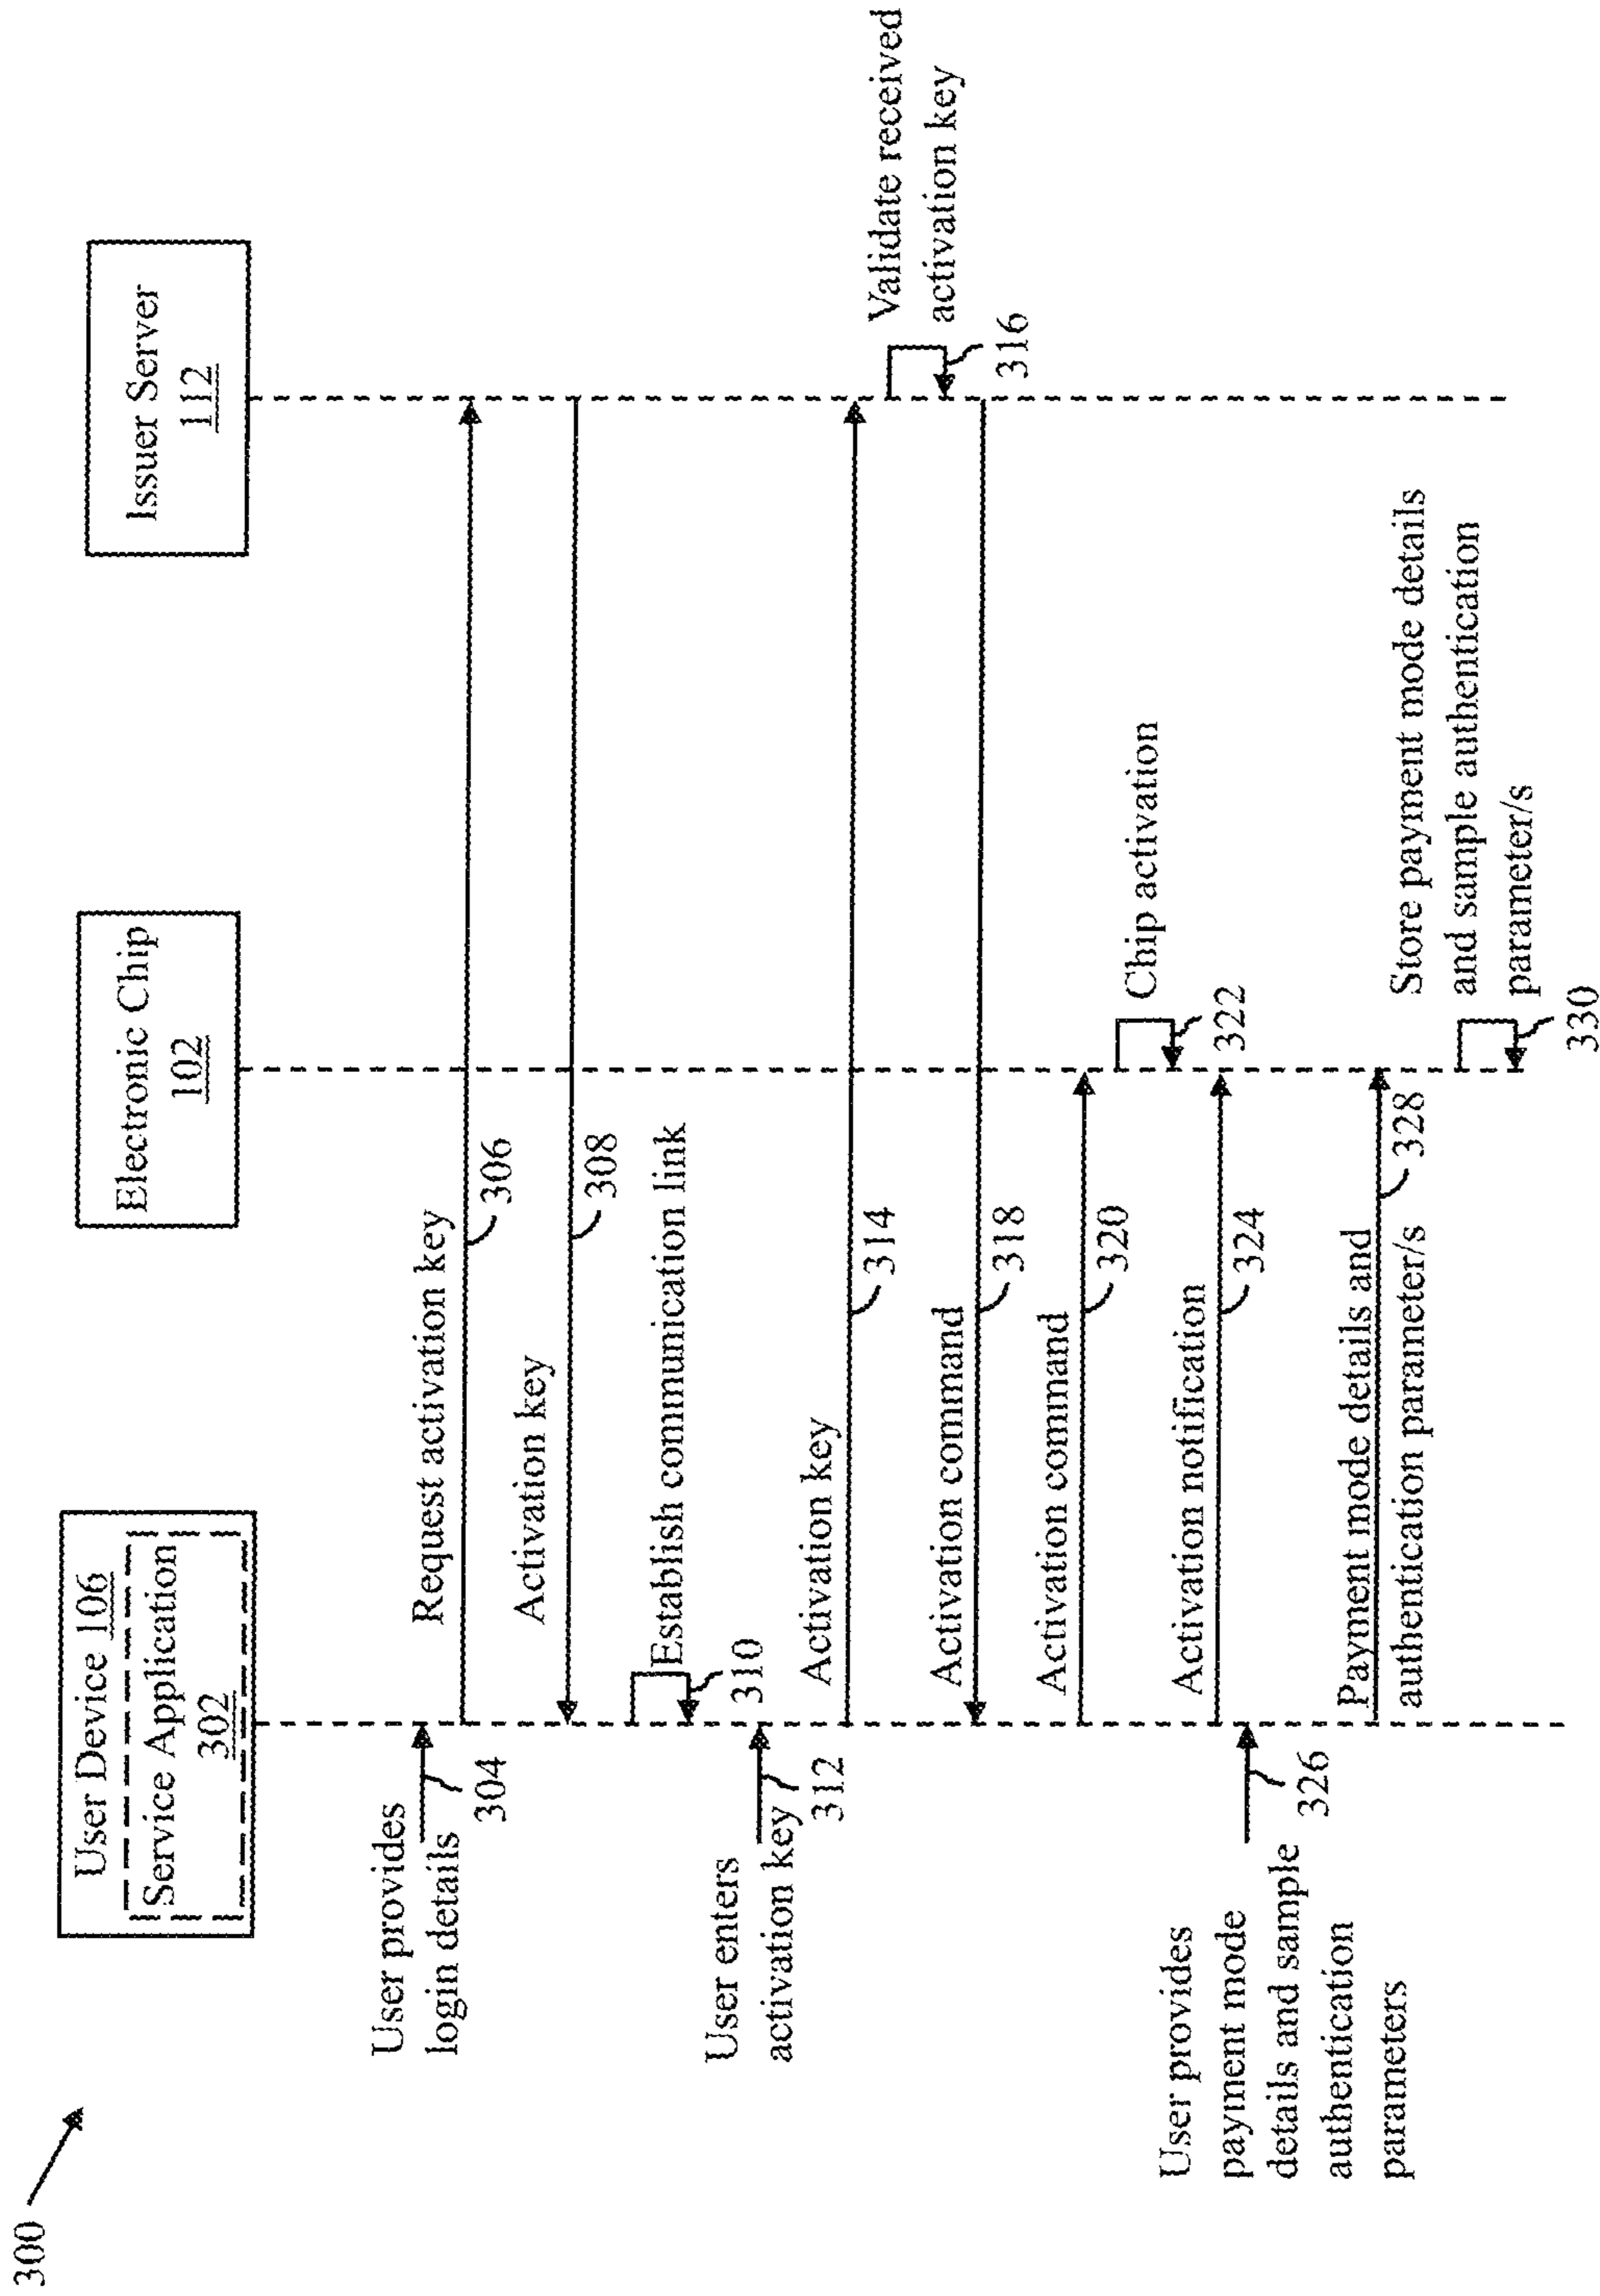 300
User Device 106
Service Application
302
Electronic Chip
102
Issuer Server
112
User provides
login details
304
Request activation key
306
Activation key
308
Establish communication link
310
User enters
activation key
312
Activation key
314
Validate received
activation key
316
Activation command
318
Activation command
320
Chip activation
322
Activation notification
324
User provides
payment mode
details and sample
authentication
parameters
326
Payment mode details and
authentication parameter/s
328
Store payment mode details
and sample authentication
parameter/s
330